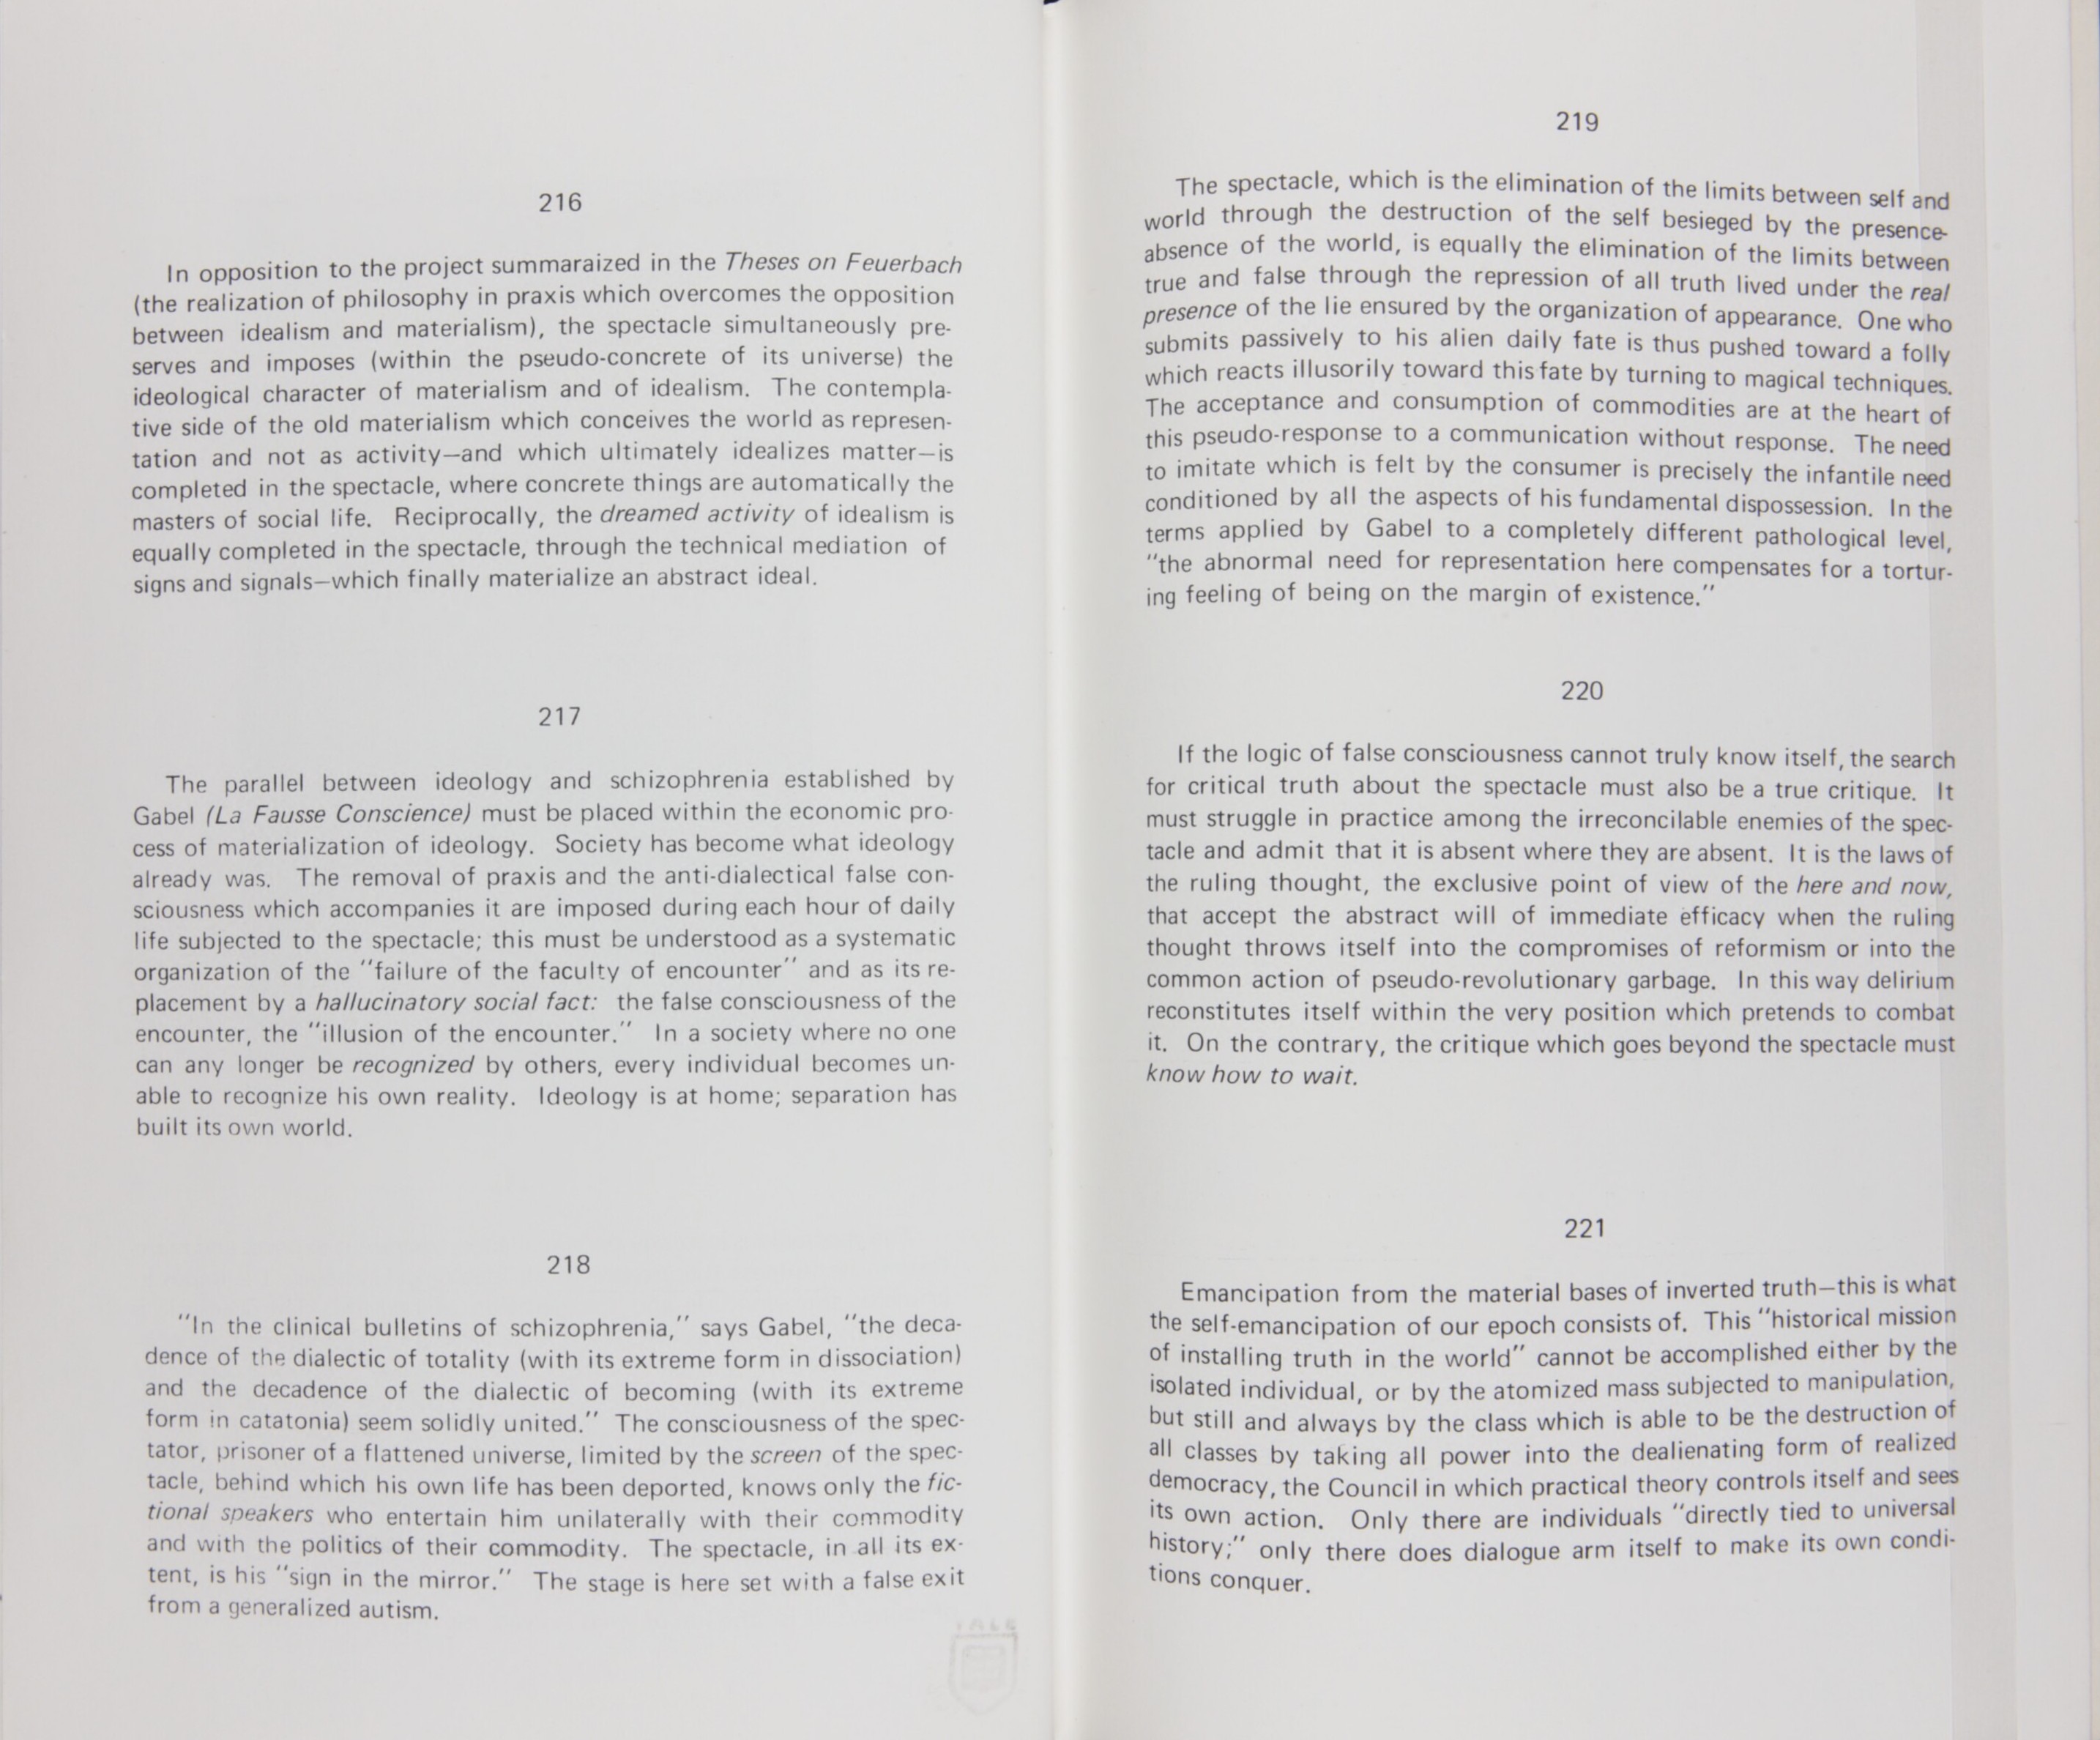 216
In opposition to the project summaraized in the Theses on Feuerbach
(the realization of philosophy in praxis which overcomes the opposition
between idealism and materialism), the spectacle simultaneously pre-
serves and imposes (within the pseudo-concrete of its universe) the
ideological character of materialism and of idealism. The contempla-
tive side of the old materialism which conceives the world as represen-
tation and not as activity—and which ultimately idealizes matter—is
completed in the spectacle, where concrete things are automatically the
masters of social life. Reciprocally, the dreamed activity of idealism is
equally completed in the spectacle, through the technical mediation of
signs and signals—which finally materialize an abstract ideal.
217
The parallel between ideology and schizophrenia established by
Gabel (La Fausse Conscience) must be placed within the economic pro-
cess of materialization of ideology. Society has become what ideology
already was. The removal of praxis and the anti-dialectical false con-
sciousness which accompanies it are imposed during each hour of daily
life subjected to the spectacle; this must be understood as a systematic
organization of the "failure of the faculty of encounter" and as its re-
placement by a hallucinatory social fact: the false consciousness of the
encounter, the "illusion of the encounter." In a society where no one
can any longer be recognized by others, every individual becomes un-
able to recognize his own reality. Ideology is at home; separation has
built its own world.
218
"In the clinical bulletins of schizophrenia," says Gabel, "the deca-
dence of the dialectic of totality (with its extreme form in dissociation)
and the decadence of the dialectic of becoming (with its extreme
form in catatonia) seem solidly united." The consciousness of the spec-
tator, prisoner of a flattened universe, limited by the screen of the spec-
tacle, behind which his own life has been deported, knows only the fic-
tional speakers who entertain him unilaterally with their commodity
and with the politics of their commodity. The spectacle, in all its ex-
tent, is his "sign in the mirror." The stage is here set with a false exit
from a generalized autism.
YALE
219
The spectacle, which is the elimination of the limits between self and
world through the destruction of the self besieged by the presence-
absence of the world, is equally the elimination of the limits between
true and false through the repression of all truth lived under the real
presence of the lie ensured by the organization of appearance. One who
submits passively to his alien daily fate is thus pushed toward a folly
which reacts illusorily toward this fate by turning to magical techniques.
The acceptance and consumption of commodities are at the heart of
this pseudo-response to a communication without response. The need
to imitate which is felt by the consumer is precisely the infantile need
conditioned by all the aspects of his fundamental dispossession. In the
terms applied by Gabel to a completely different pathological level,
"the abnormal need for representation here compensates for a tortur-
ing feeling of being on the margin of existence."
220
If the logic of false consciousness cannot truly know itself, the search
for critical truth about the spectacle must also be a true critique. It
must struggle in practice among the irreconcilable enemies of the spec-
tacle and admit that it is absent where they are absent. It is the laws of
the ruling thought, the exclusive point of view of the here and now,
that accept the abstract will of immediate efficacy when the ruling
thought throws itself into the compromises of reformism or into the
common action of pseudo-revolutionary garbage. In this way delirium
reconstitutes itself within the very position which pretends to combat
it. On the contrary, the critique which goes beyond the spectacle must
know how to wait.
221
Emancipation from the material bases of inverted truth—this is what
the self-emancipation of our epoch consists of. This "historical mission
of installing truth in the world" cannot be accomplished either by the
isolated individual, or by the atomized mass subjected to manipulation,
but still and always by the class which is able to be the destruction of
all classes by taking all power into the dealienating form of realized
democracy, the Council in which practical theory controls itself and sees
its own action. Only there are individuals "directly tied to universal
history;" only there does dialogue arm itself to make its own condi-
tions conquer.